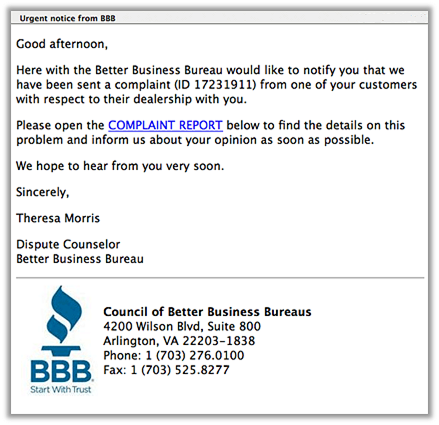 Urgent notice from BBB
Good afternoon,
Here with the Better Business Bureau would like to notify you that we
have been sent a complaint (ID 17231911) from one of your customers
with respect to their dealership with you.
Please open the COMPLAINT REPORT below to find the details on this
problem and inform us about your opinion as soon as possible.
We hope to hear from you very soon.
Sincerely,
Theresa Morris
Dispute Counselor
Better Business Bureau
Council of Better Business Bureaus
4200 Wilson Blvd, Suite 800
Arlington, VA 22203-1838
Phone: 1 (703) 276.0100
Fax: 1 (703) 525.8277
BBB
Start With Trust